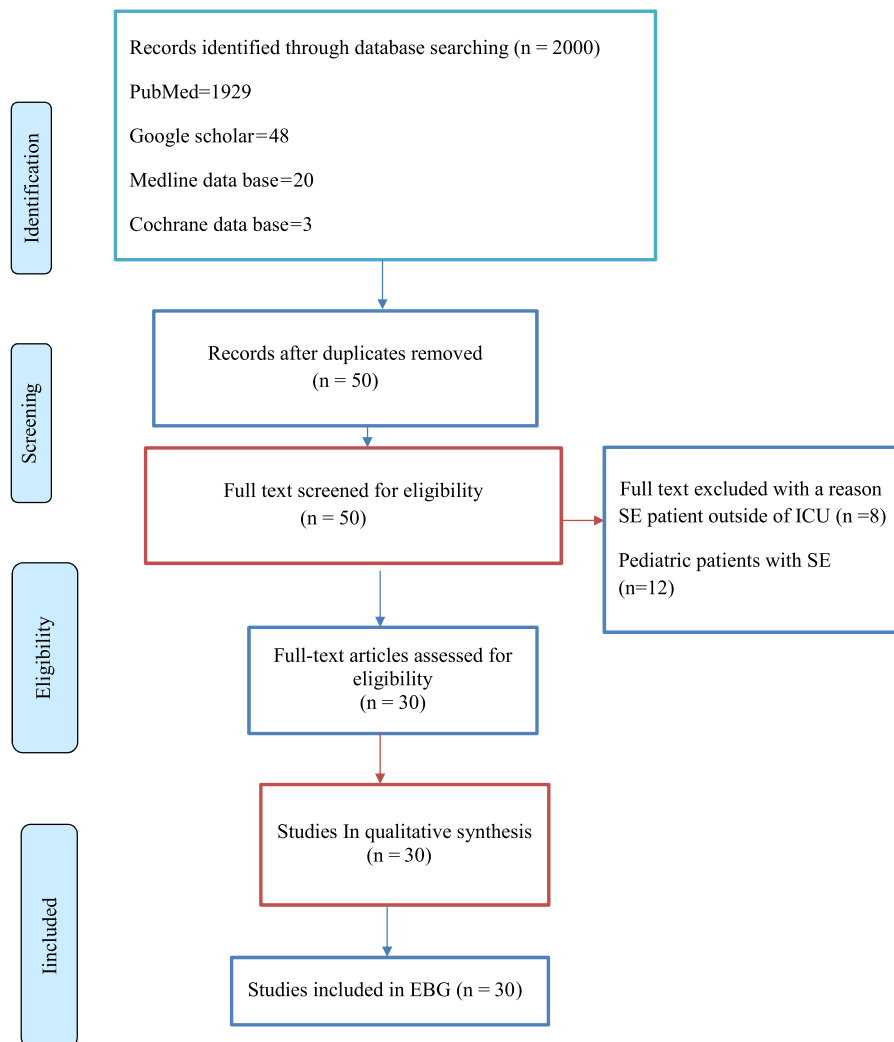 Records identified through database searching (n = 2000)
PubMed=1929
Google scholar=48
Medline data base=20
Cochrane data base=3
Identification
Records after duplicates removed
(n = 50)
Screening
Full text screened for eligibility
(n = 50)
Full text excluded with a reason
SE patient outside of ICU (n =8)
Pediatric patients with SE
(n=12)
Eligibility
Full-text articles assessed for
eligibility
(n = 30)
Studies In qualitative synthesis
(n = 30)
Iincluded
Studies included in EBG (n = 30)